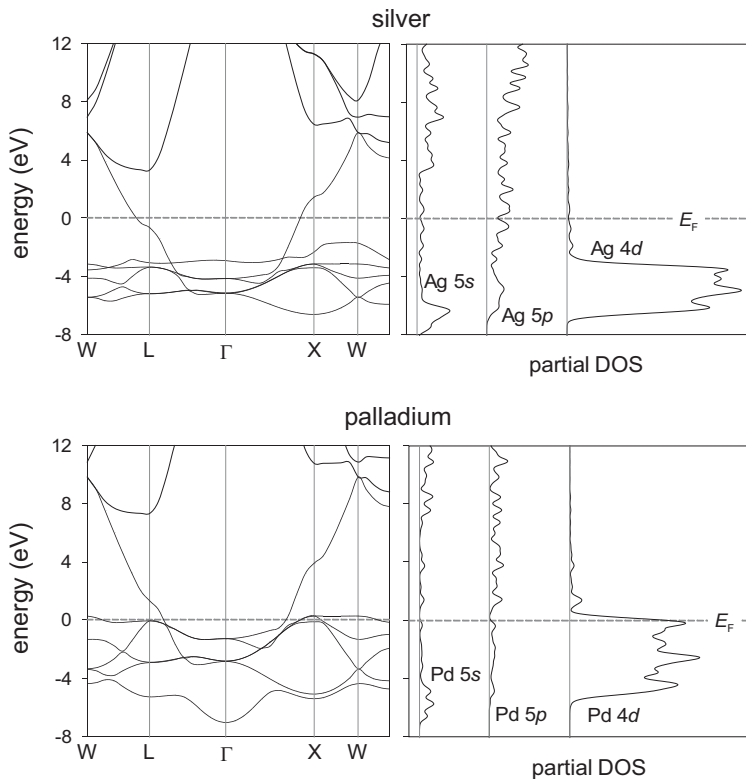 silver
energy (eV)
12
8
4
0
-4
-8
W L Γ X W
E_F
Ag 5s
Ag 5p
Ag 4d
partial DOS
palladium
energy (eV)
12
8
4
0
-4
-8
W L Γ X W
E_F
Pd 5s
Pd 5p
Pd 4d
partial DOS